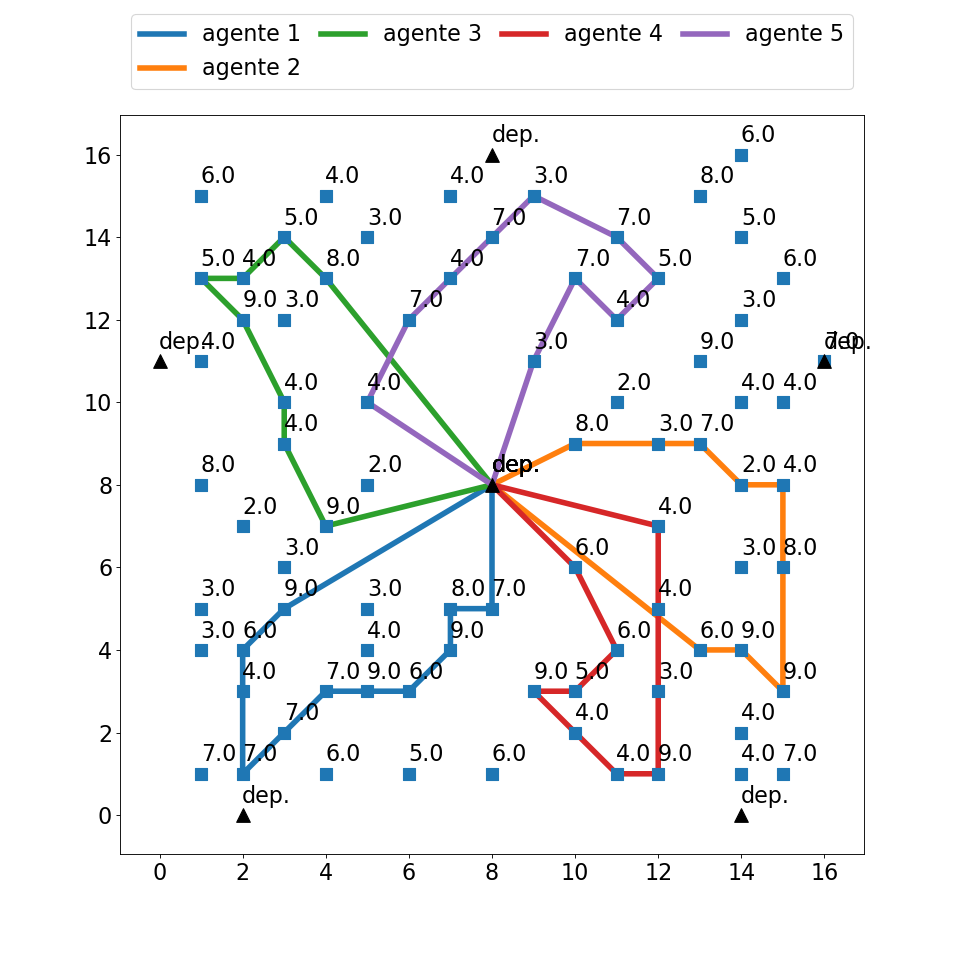 agente 1 agente 3 agente 4 agente 5
agente 2
6.0
dep.
16
6.0 4.0 4.0 3.0 8.0
5.0 3.0 7.0 7.0 5.0
14
5.0 4.0 8.0 4.0 7.0 5.0 6.0
9.0 3.0 7.0 4.0 3.0
12
dep. 4.0 3.0 9.0 7.0 dep.
4.0 4.0 2.0 4.0 4.0
10
4.0 8.0 3.0 7.0
8.0 2.0 dep. 2.0 4.0
8
2.0 9.0 4.0
3.0 6.0 3.0 8.0
6
3.0 9.0 3.0 8.0 7.0 4.0
3.0 6.0 4.0 9.0 6.0 6.0 9.0
4
4.0 7.0 9.0 6.0 9.0 5.0 3.0 9.0
7.0 4.0 4.0
2
7.0 7.0 6.0 5.0 6.0 4.0 9.0 4.0 7.0
dep. dep.
0
0 2 4 6 8 10 12 14 16